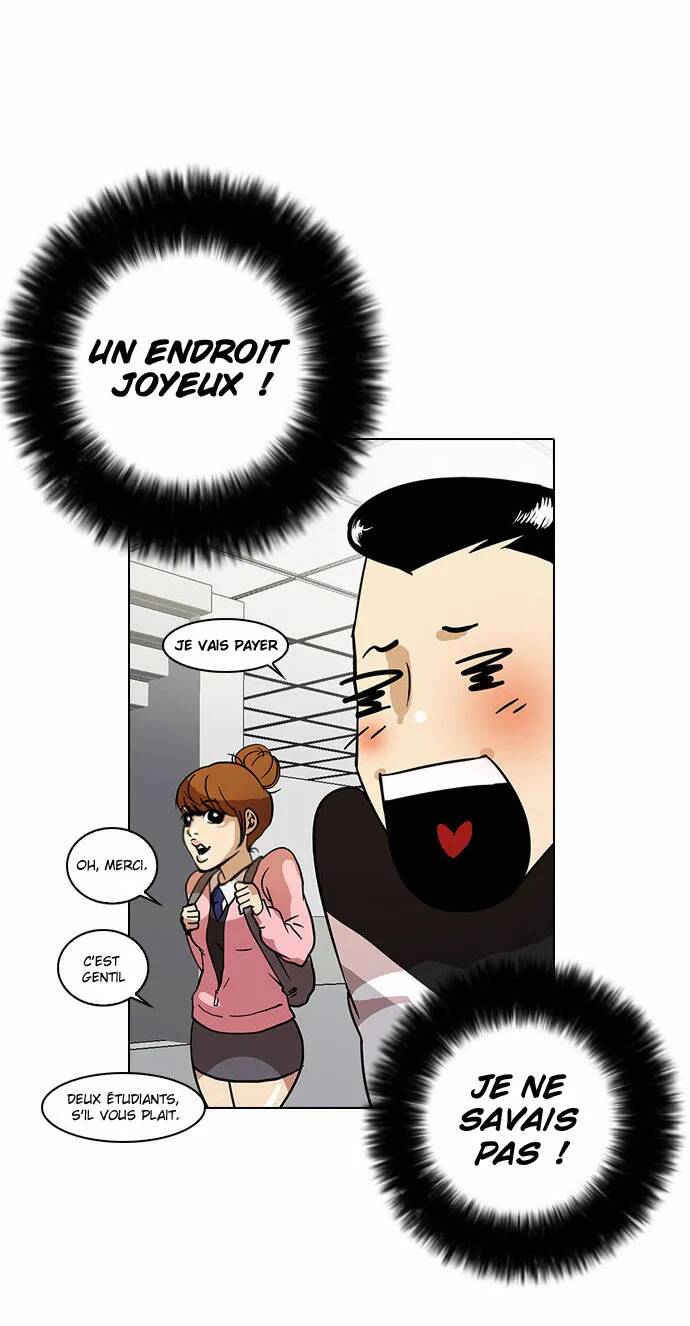 UN ENDROIT
JOYEUX !
JE VAIS PAYER
OH, MERCI.
C'EST
GENTIL
DEUX ÉTUDIANTS,
S'IL VOUS PLAIT.
JE NE
SAVAIS
PAS !